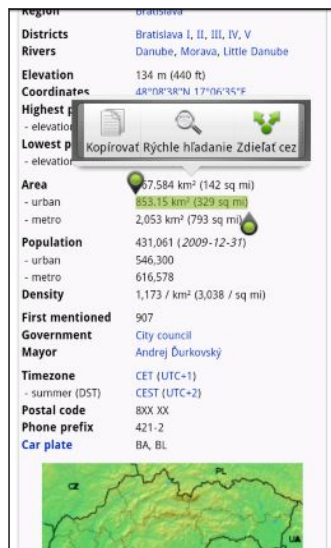 Region Bratislava
Districts Bratislava I, II, III, IV, V
Rivers Danube, Morava, Little Danube
Elevation 134 m (440 ft)
Coordinates 48°08'38"N 17°06'35"E
Highest
- elevation
Lowest
- elevation
Kopírovať Rýchle hľadanie Zdieľať cez
Area 67.584 km² (142 sq mi)
- urban 853.15 km² (329 sq mi)
- metro 2,053 km² (793 sq mi)
Population 431,061 (2009-12-31)
- urban 546,300
- metro 616,578
Density 1,173 / km² (3,038 / sq mi)
First mentioned 907
Government City council
Mayor Andrej Ďurkovský
Timezone CET (UTC+1)
- summer (DST) CEST (UTC+2)
Postal code 8XX XX
Phone prefix 421-2
Car plate BA, BL
CZ PL
UA